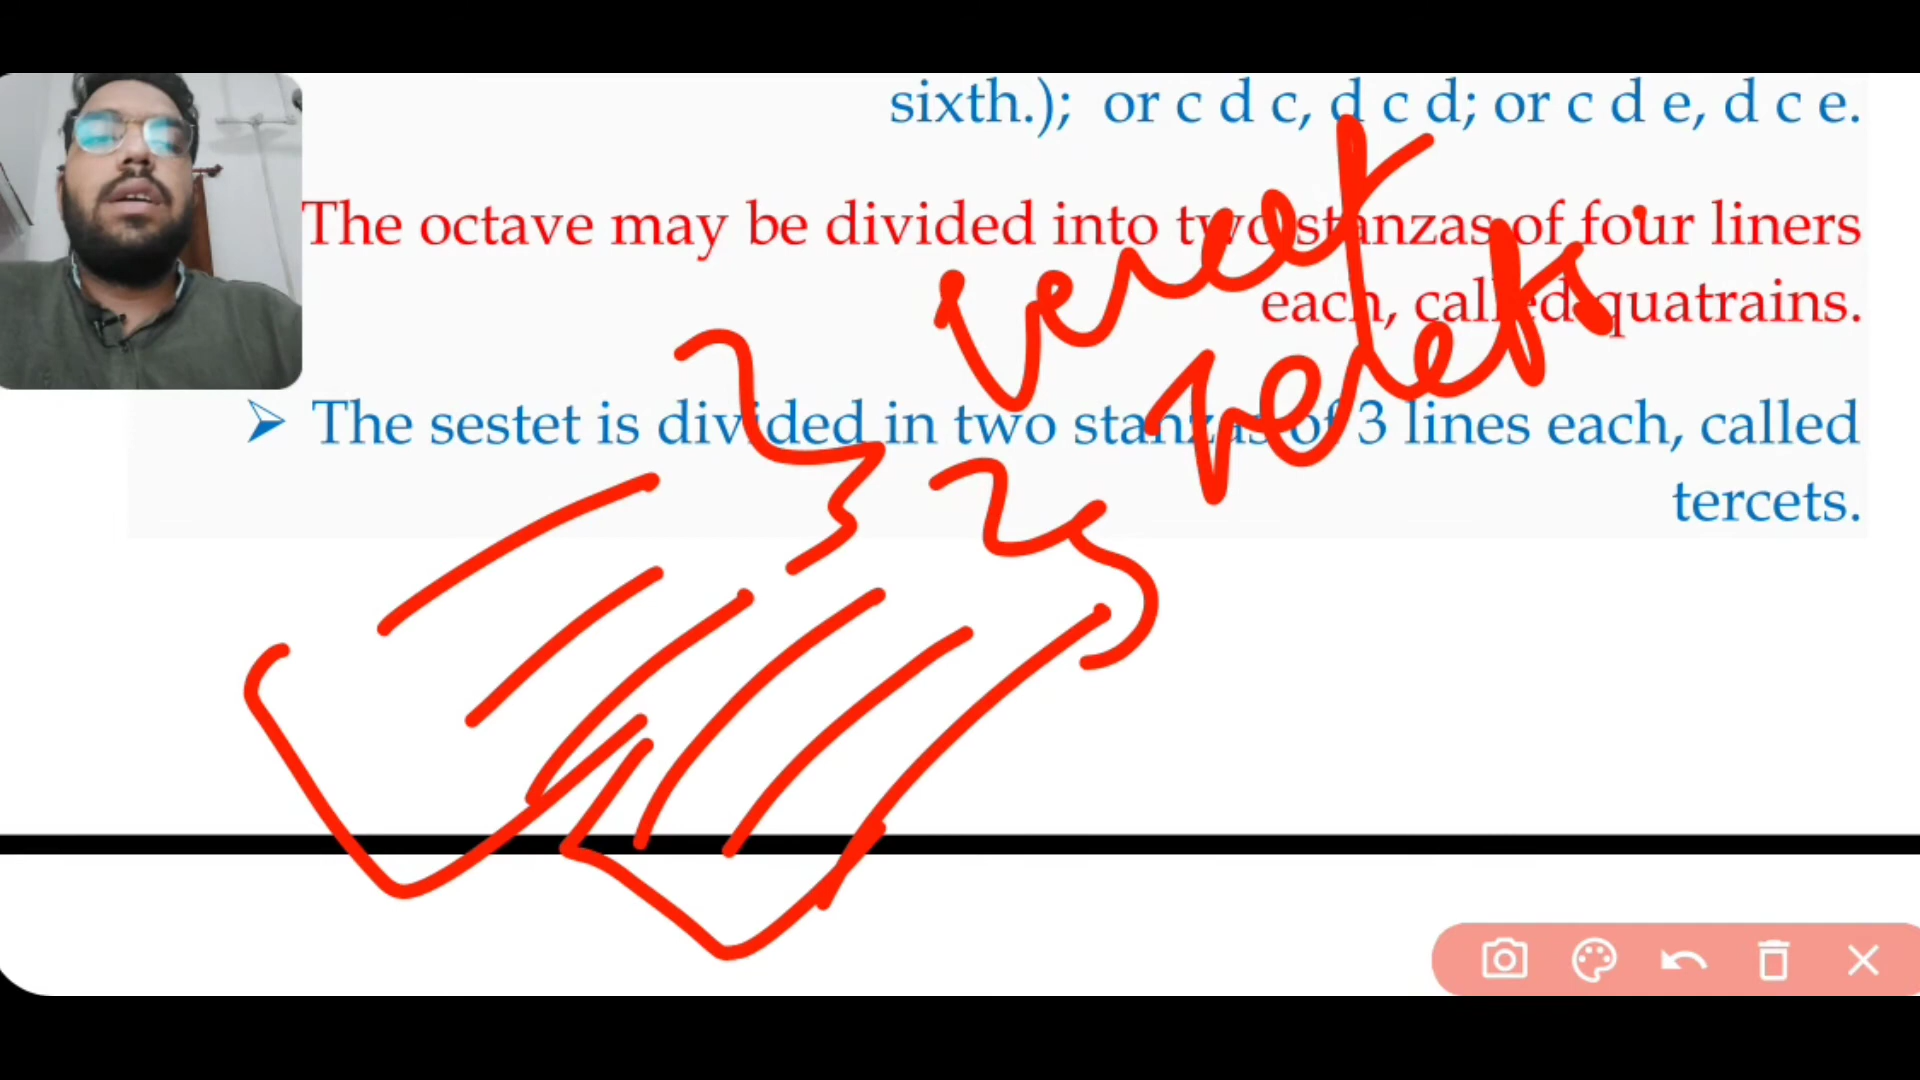 sixth.); or c d c, d c d; or c d e, d c e.
The octave may be divided into two stanzas of four liners
each, called quatrains.
➢ The sestet is divided in two stanzas of 3 lines each, called
tercets.